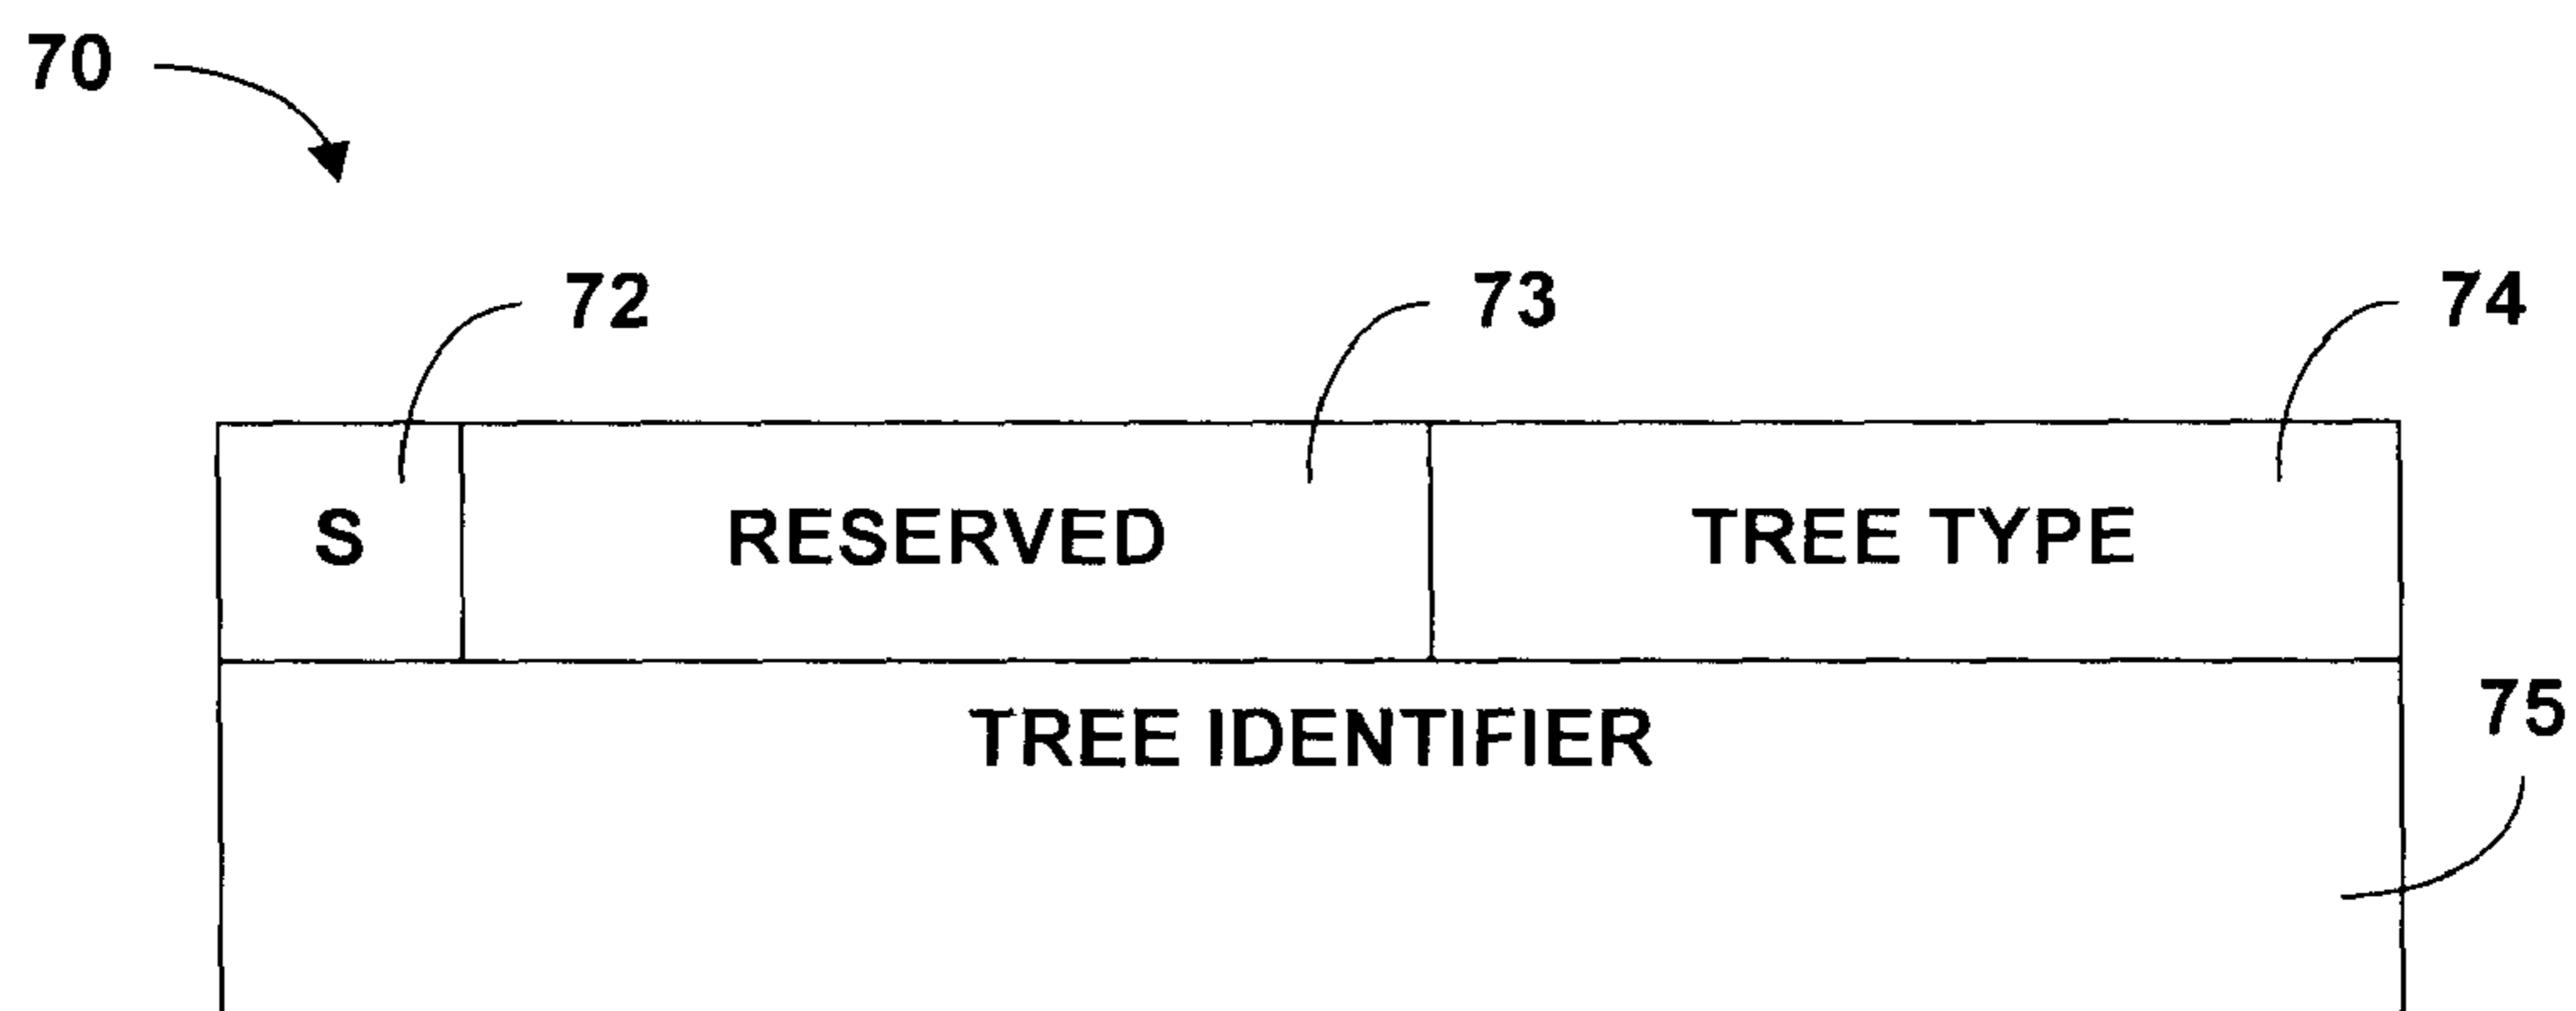 70
72 73 74
S RESERVED TREE TYPE
TREE IDENTIFIER
75